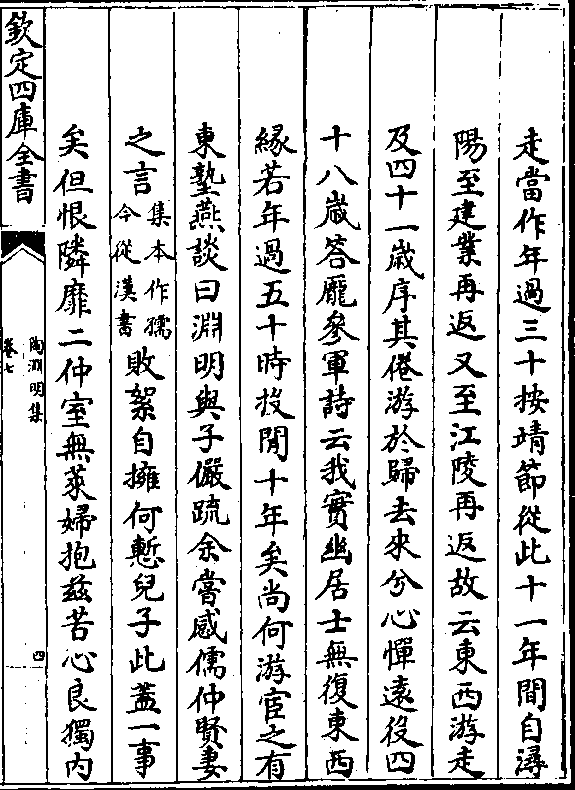 走當作年過三十按靖節從此十一年間自潯
陽至建業再返又至江陵再返故云東西游走
及四十一歲序其倦游於歸去來兮心憚遠役四
十八歲答龐參軍詩云我實幽居士無復東西
緣若年過五十時投閒十年矣尚何游宦之有
東塾燕談曰淵明與子儼疏余嘗感儒仲賢妻
之言集本作孺今從漢書敗絮自擁何慙兒子此蓋一事
矣但恨隣靡二仲室無萊婦抱兹苦心良獨内
欽定四庫全書
陶淵明集
卷七
四